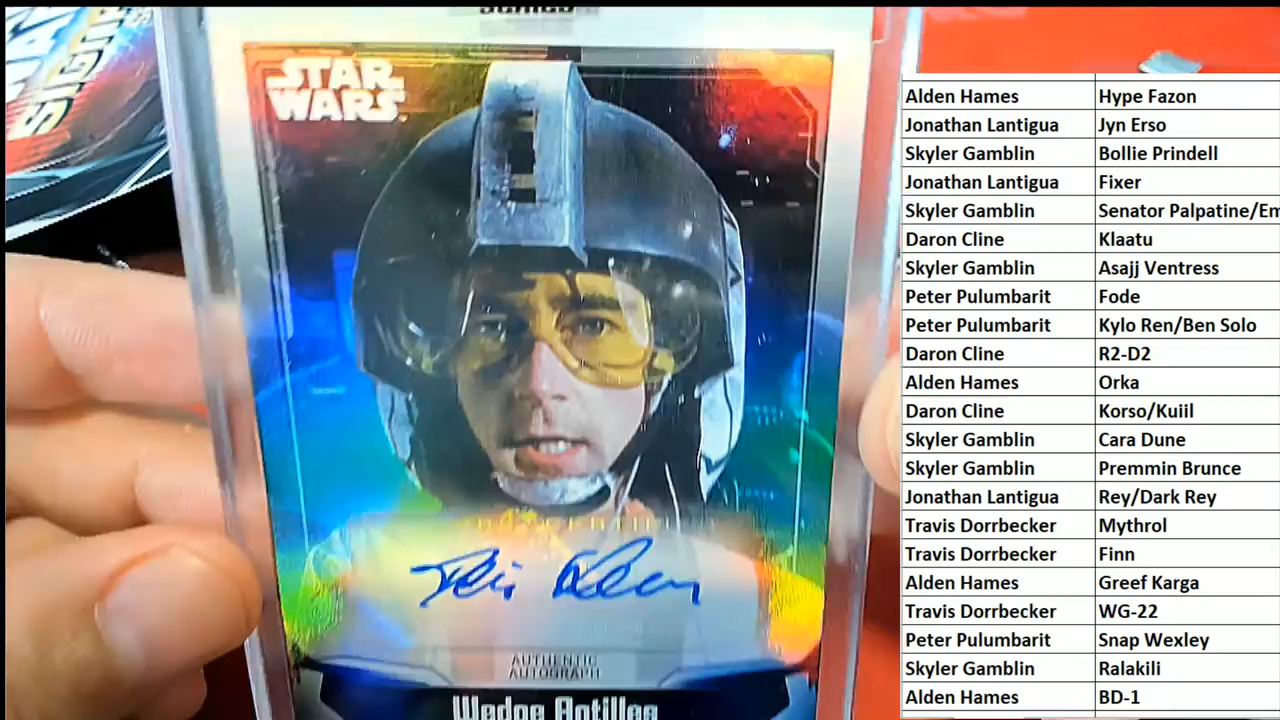 STAR
WARS
AUTHENTIC
AUTOGRAPH
Wedge Antilles
Alden Hames Hype Fazon
Jonathan Lantigua Jyn Erso
Skyler Gamblin Bollie Prindell
Jonathan Lantigua Fixer
Skyler Gamblin Senator Palpatine/Em
Daron Cline Klaatu
Skyler Gamblin Asajj Ventress
Peter Pulumbarit Fode
Peter Pulumbarit Kylo Ren/Ben Solo
Daron Cline R2-D2
Alden Hames Orka
Daron Cline Korso/Kuiil
Skyler Gamblin Cara Dune
Skyler Gamblin Premmin Brunce
Jonathan Lantigua Rey/Dark Rey
Travis Dorrbecker Mythrol
Travis Dorrbecker Finn
Alden Hames Greef Karga
Travis Dorrbecker WG-22
Peter Pulumbarit Snap Wexley
Skyler Gamblin Ralakili
Alden Hames BD-1